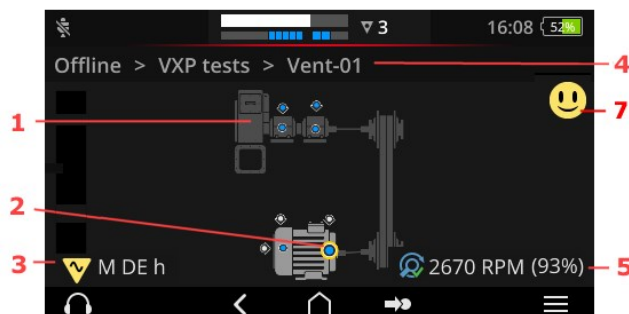 3 16:08 52%
Offline > VXP tests > Vent-01 4
7
1
2
3 M DE h 2670 RPM (93%) 5